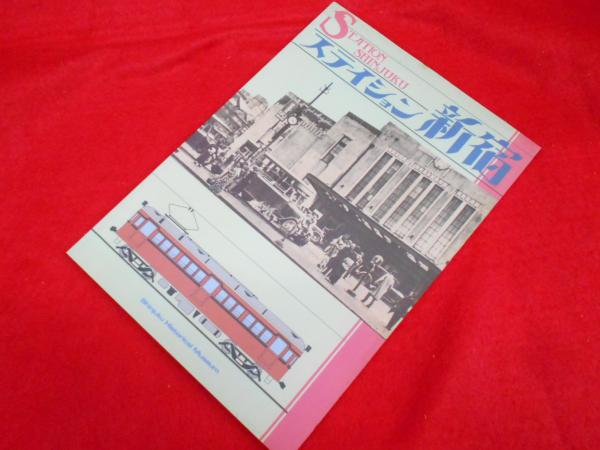 STATION
SHINJUKU
ステイション新宿
Shinjuku Historical Museum